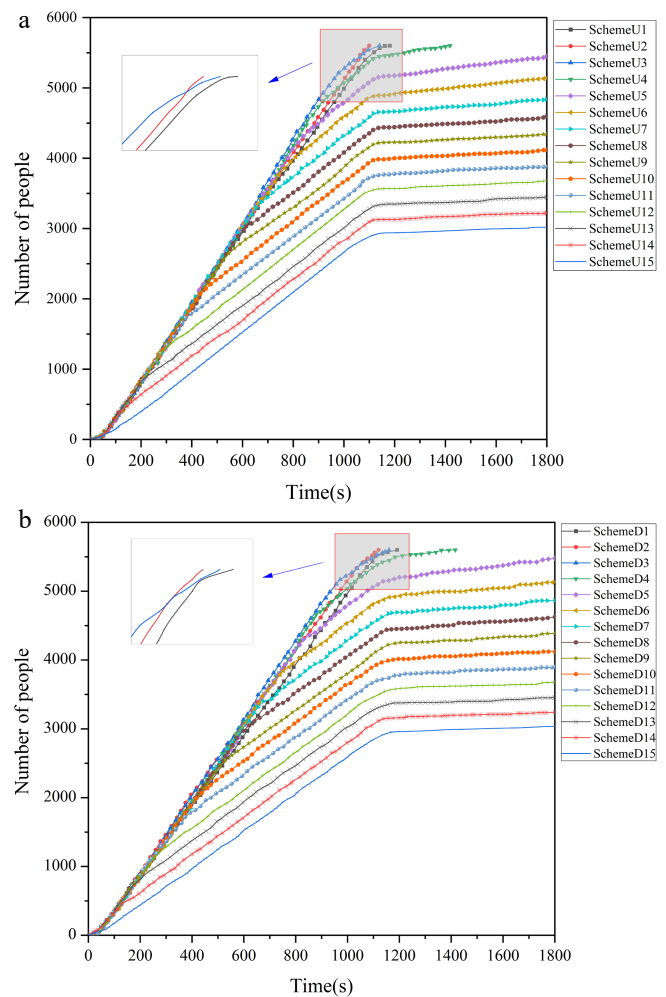 a
6000
5000
4000
3000
2000
1000
0
Number of people
0 200 400 600 800 1000 1200 1400 1600 1800
Time(s)
SchemeU1
SchemeU2
SchemeU3
SchemeU4
SchemeU5
SchemeU6
SchemeU7
SchemeU8
SchemeU9
SchemeU10
SchemeU11
SchemeU12
SchemeU13
SchemeU14
SchemeU15
b
6000
5000
4000
3000
2000
1000
0
Number of people
0 200 400 600 800 1000 1200 1400 1600 1800
Time(s)
SchemeD1
SchemeD2
SchemeD3
SchemeD4
SchemeD5
SchemeD6
SchemeD7
SchemeD8
SchemeD9
SchemeD10
SchemeD11
SchemeD12
SchemeD13
SchemeD14
SchemeD15